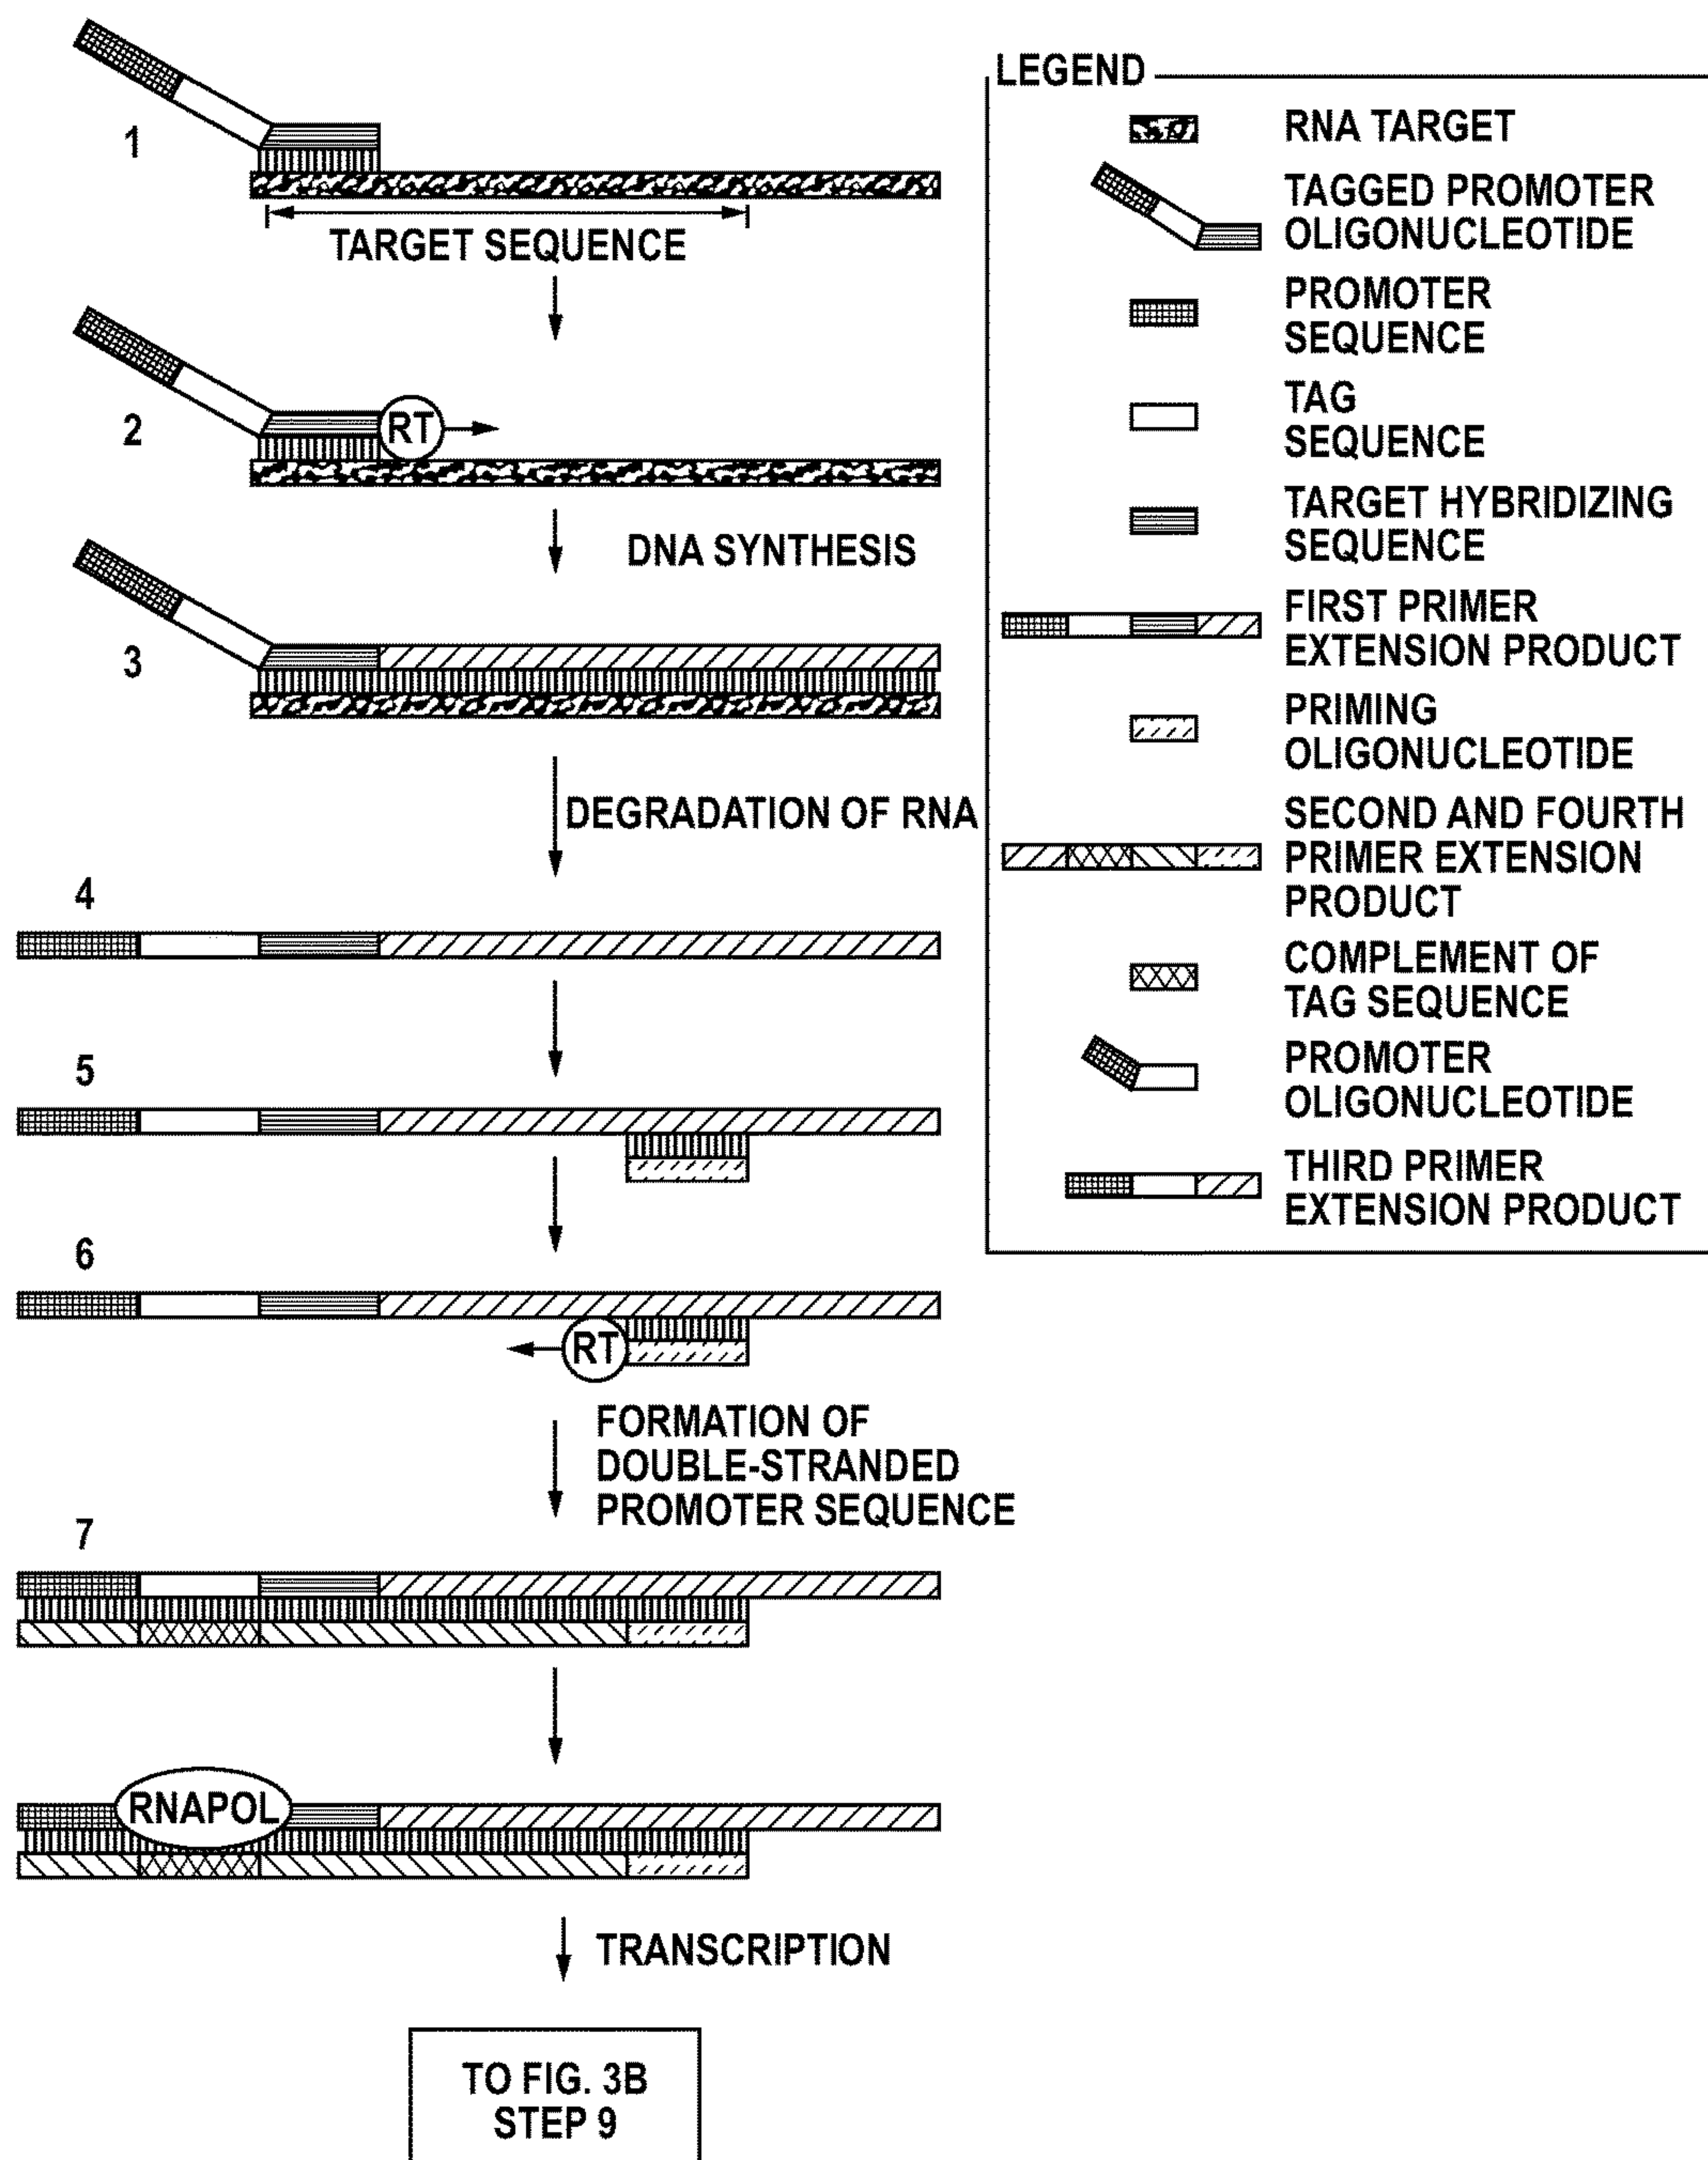 1
TARGET SEQUENCE
2
RT
DNA SYNTHESIS
3
DEGRADATION OF RNA
4
5
6
RT
FORMATION OF
DOUBLE-STRANDED
PROMOTER SEQUENCE
7
RNAPOL
TRANSCRIPTION
TO FIG. 3B
STEP 9
LEGEND
RNA TARGET
TAGGED PROMOTER
OLIGONUCLEOTIDE
PROMOTER
SEQUENCE
TAG
SEQUENCE
TARGET HYBRIDIZING
SEQUENCE
FIRST PRIMER
EXTENSION PRODUCT
PRIMING
OLIGONUCLEOTIDE
SECOND AND FOURTH
PRIMER EXTENSION
PRODUCT
COMPLEMENT OF
TAG SEQUENCE
PROMOTER
OLIGONUCLEOTIDE
THIRD PRIMER
EXTENSION PRODUCT